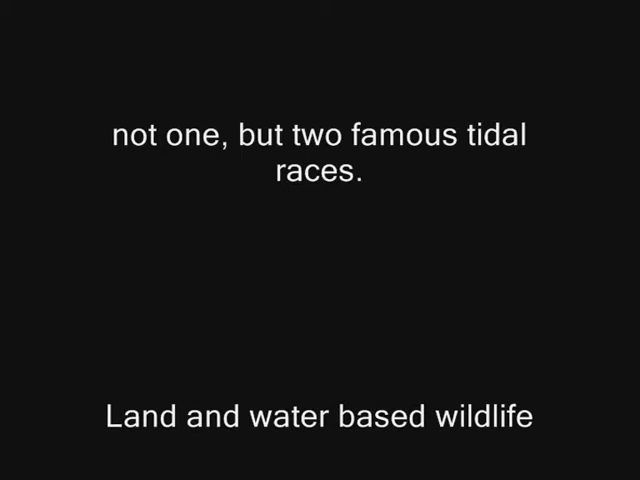 not one, but two famous tidal
races.
Land and water based wildlife